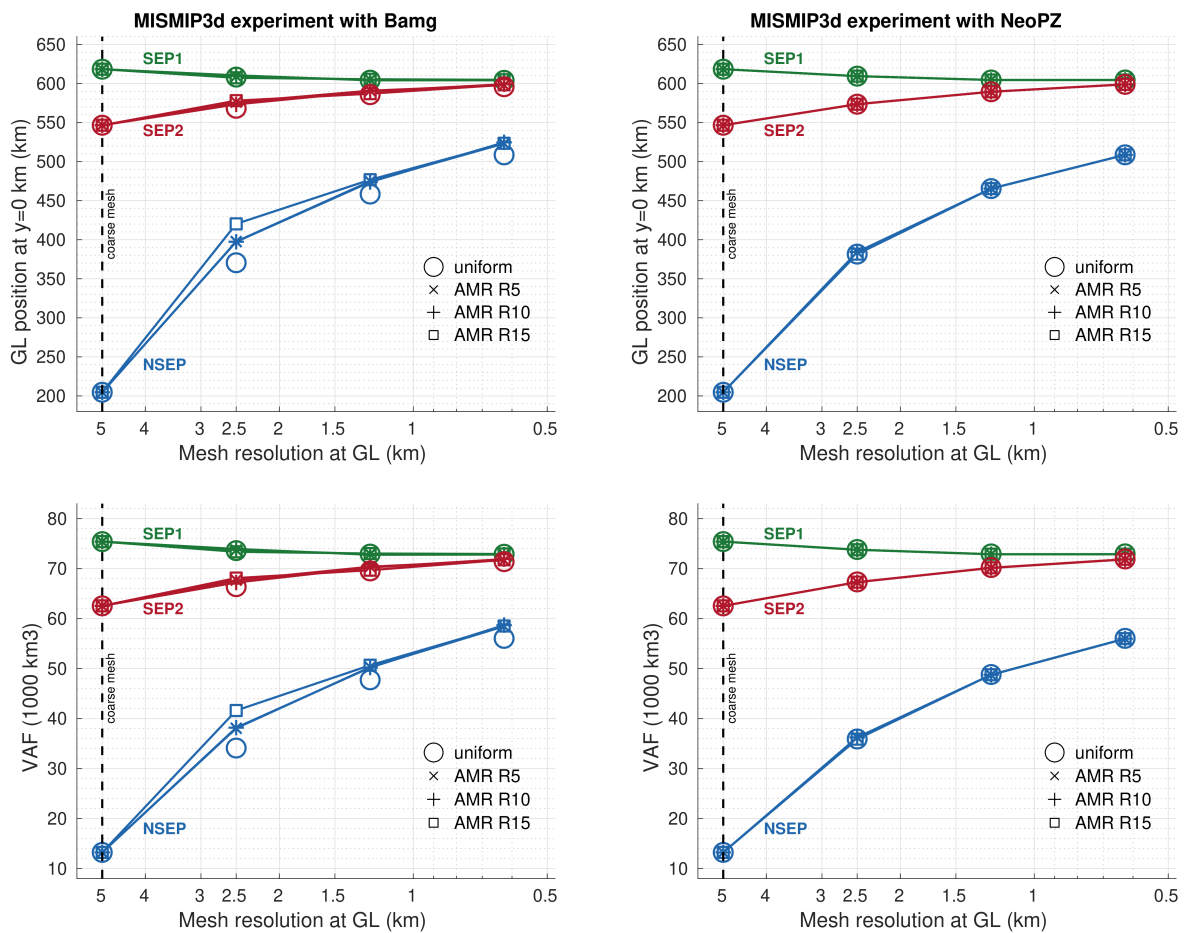 MISMIP3d experiment with Bamg
650
600
550
500
450
400
350
300
250
200
GL position at y=0 km (km)
SEP1
SEP2
NSEP
coarse mesh
uniform
AMR R5
AMR R10
AMR R15
5 4 3 2.5 2 1.5 1 0.5
Mesh resolution at GL (km)
MISMIP3d experiment with NeoPZ
650
600
550
500
450
400
350
300
250
200
GL position at y=0 km (km)
SEP1
SEP2
NSEP
coarse mesh
uniform
AMR R5
AMR R10
AMR R15
5 4 3 2.5 2 1.5 1 0.5
Mesh resolution at GL (km)
80
70
60
50
40
30
20
10
VAF (1000 km3)
SEP1
SEP2
NSEP
coarse mesh
uniform
AMR R5
AMR R10
AMR R15
5 4 3 2.5 2 1.5 1 0.5
Mesh resolution at GL (km)
80
70
60
50
40
30
20
10
VAF (1000 km3)
SEP1
SEP2
NSEP
coarse mesh
uniform
AMR R5
AMR R10
AMR R15
5 4 3 2.5 2 1.5 1 0.5
Mesh resolution at GL (km)